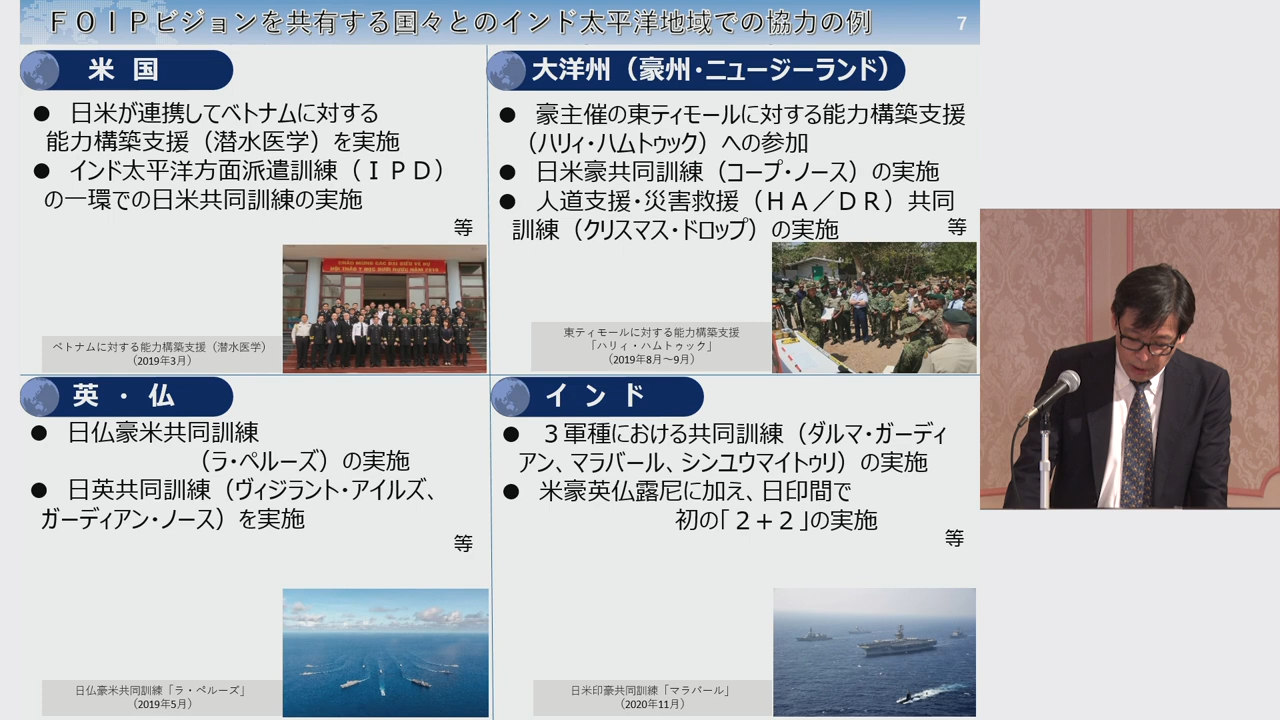 ＦＯＩＰビジョンを共有する国々とのインド太平洋地域での協力の例
7
米 国
● 日米が連携してベトナムに対する
能力構築支援（潜水医学）を実施
● インド太平洋方面派遣訓練（ＩＰＤ）
の一環での日米共同訓練の実施
等
CHÀO MỪNG CÁC ĐẠI BIỂU VỀ DỰ
ベトナムに対する能力構築支援（潜水医学）
（2019年3月）
大洋州（豪州・ニュージーランド）
● 豪主催の東ティモールに対する能力構築支援
（ハリィ・ハムトゥック）への参加
● 日米豪共同訓練（コープ・ノース）の実施
● 人道支援・災害救援（ＨＡ／ＤＲ）共同
訓練（クリスマス・ドロップ）の実施
等
東ティモールに対する能力構築支援
「ハリィ・ハムトゥック」
（2019年8月～9月）
英 ・ 仏
● 日仏豪米共同訓練
（ラ・ペルーズ）の実施
● 日英共同訓練（ヴィジラント・アイルズ、
ガーディアン・ノース）を実施
等
日仏豪米共同訓練「ラ・ペルーズ」
（2019年5月）
イ ン ド
● ３軍種における共同訓練（ダルマ・ガーディ
アン、マラバール、シンユウマイトゥリ）の実施
● 米豪英仏露尼に加え、日印間で
初の「２＋２」の実施
等
日米印豪共同訓練「マラバール」
（2020年11月）